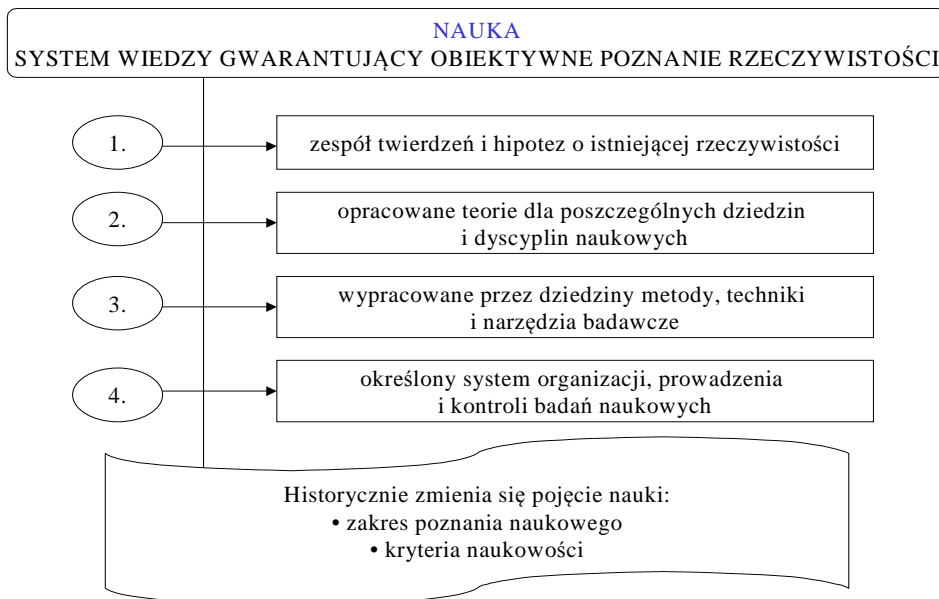 NAUKA
SYSTEM WIEDZY GWARANTUJĄCY OBIEKTYWNE POZNANIE RZECZYWISTOŚCI
1.
zespół twierdzeń i hipotez o istniejącej rzeczywistości
2.
opracowane teorie dla poszczególnych dziedzin
i dyscyplin naukowych
3.
wypracowane przez dziedziny metody, techniki
i narzędzia badawcze
4.
określony system organizacji, prowadzenia
i kontroli badań naukowych
Historycznie zmienia się pojęcie nauki:
• zakres poznania naukowego
• kryteria naukowości